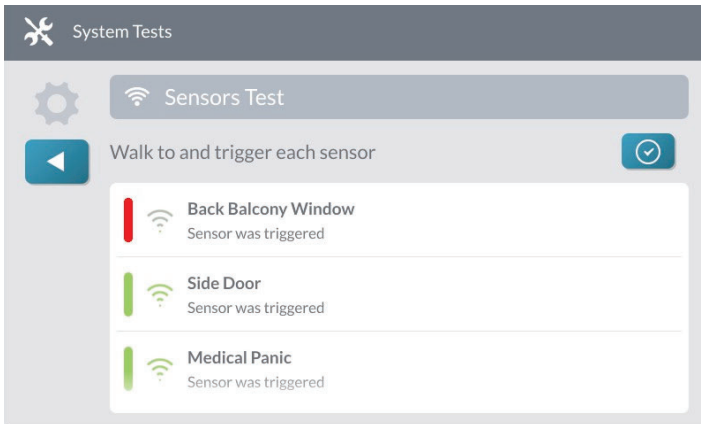 System Tests
Sensors Test
Walk to and trigger each sensor
Back Balcony Window
Sensor was triggered
Side Door
Sensor was triggered
Medical Panic
Sensor was triggered